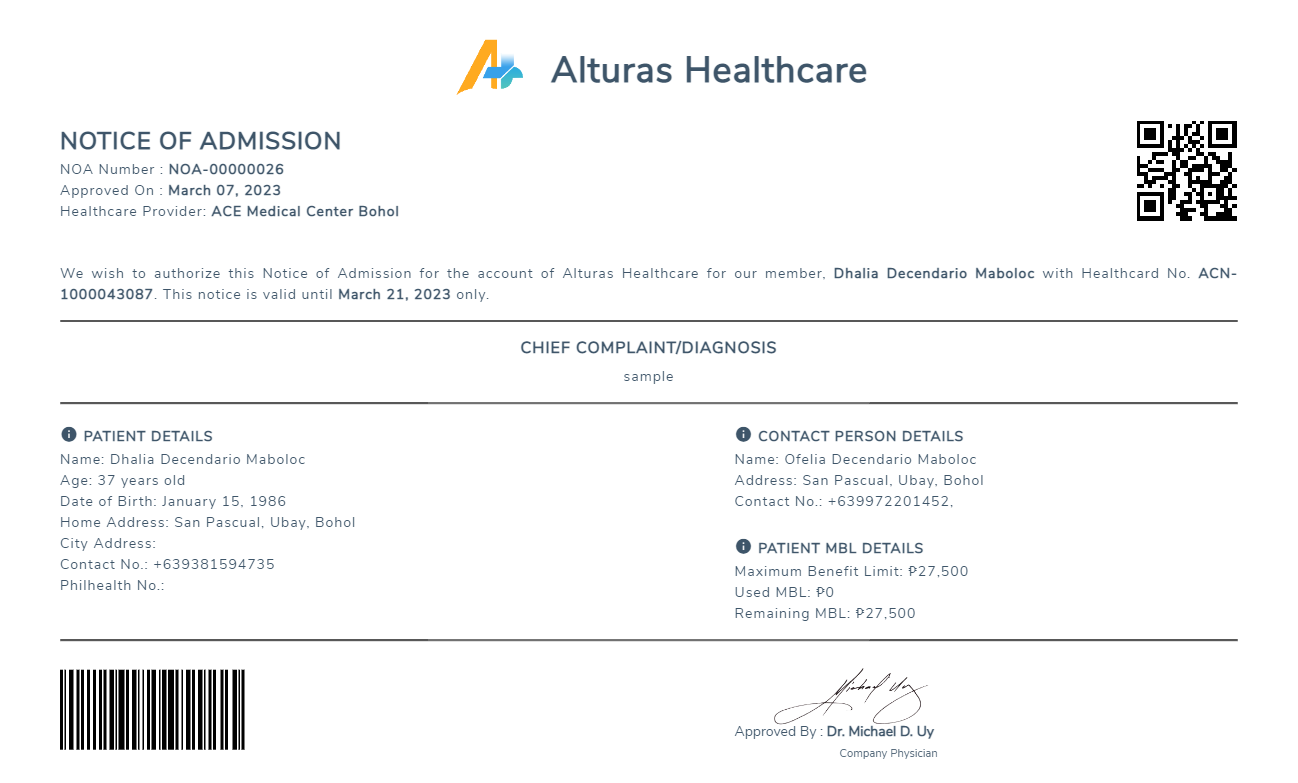 Alturas Healthcare
NOTICE OF ADMISSION
NOA Number : NOA-00000026
Approved On : March 07, 2023
Healthcare Provider: ACE Medical Center Bohol
We wish to authorize this Notice of Admission for the account of Alturas Healthcare for our member, Dhalia Decendario Maboloc with Healthcard No. ACN-
1000043087. This notice is valid until March 21, 2023 only.
CHIEF COMPLAINT/DIAGNOSIS
sample
PATIENT DETAILS
Name: Dhalia Decendario Maboloc
Age: 37 years old
Date of Birth: January 15, 1986
Home Address: San Pascual, Ubay, Bohol
City Address:
Contact No.: +639381594735
Philhealth No.:
CONTACT PERSON DETAILS
Name: Ofelia Decendario Maboloc
Address: San Pascual, Ubay, Bohol
Contact No.: +639972201452,
PATIENT MBL DETAILS
Maximum Benefit Limit: ₱27,500
Used MBL: ₱0
Remaining MBL: ₱27,500
Michael Uy
Approved By : Dr. Michael D. Uy
Company Physician